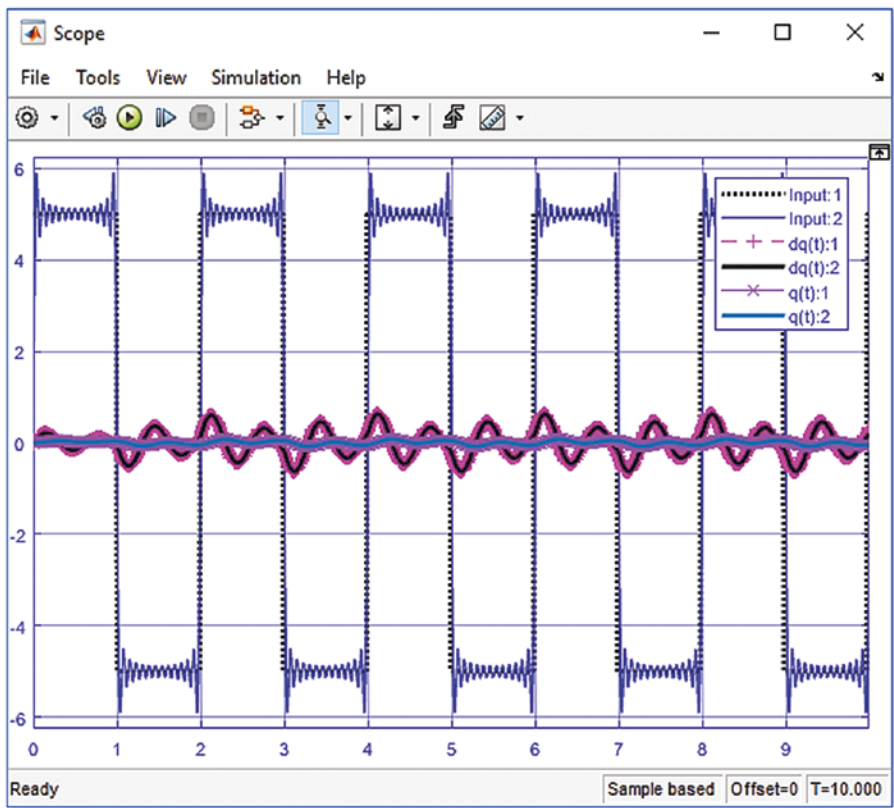 Scope
File Tools View Simulation Help
6
4
2
0
-2
-4
-6
Input:1
Input:2
dq(t):1
dq(t):2
q(t):1
q(t):2
0 1 2 3 4 5 6 7 8 9
Ready Sample based Offset=0 T=10.000